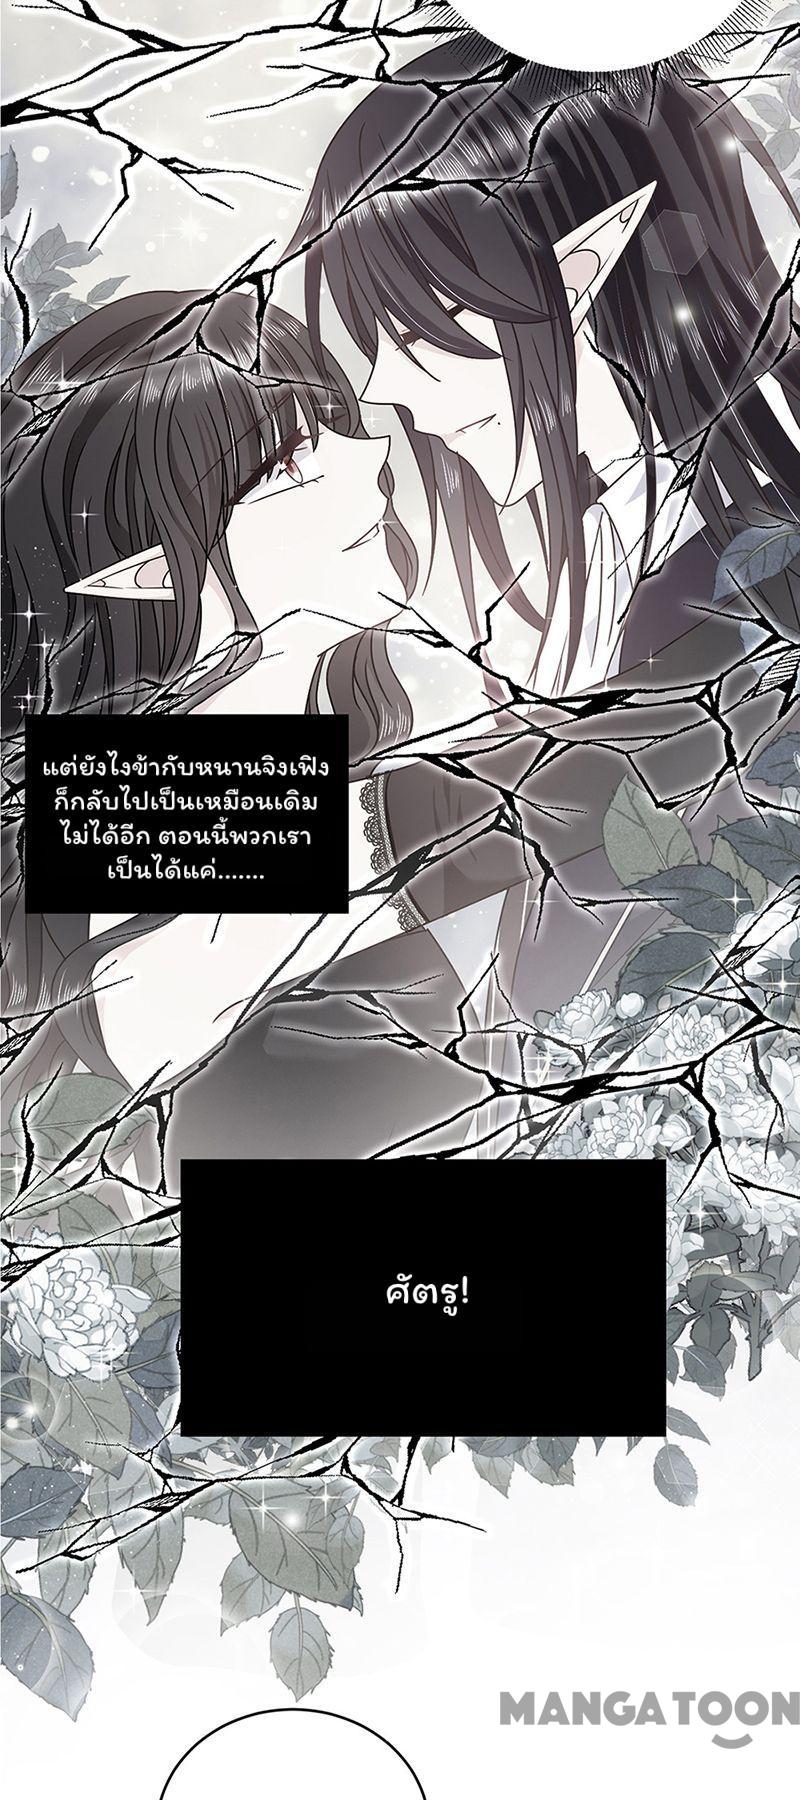 แต่ยังไงข้ากับหนานจิงเฟิง
ก็กลับไปเป็นเหมือนเดิม
ไม่ได้อีก ตอนนี้พวกเรา
เป็นได้แค่.......
ศัตรู!
MANGATOON